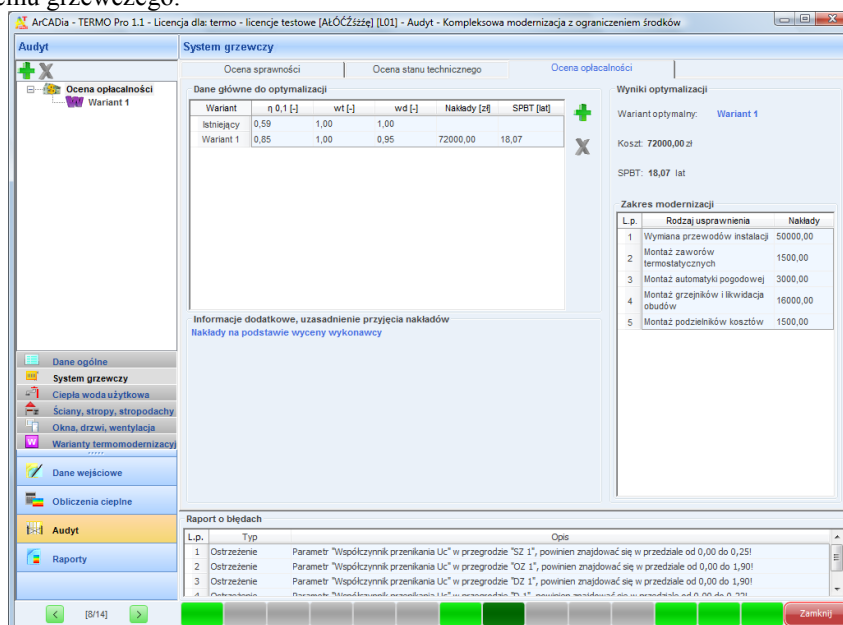 ArCADia - TERMO Pro 1.1 - Licencja dla: termo - licencje testowe [AŁÓĆŹśżźę] [L01] - Audyt - Kompleksowa modernizacja z ograniczeniem środków
Audyt
System grzewczy
Ocena opłacalności
Wariant 1
Ocena sprawności
Ocena stanu technicznego
Ocena opłacalności
Dane główne do optymalizacji
Wariant η 0,1 [-] wt [-] wd [-] Nakłady [zł] SPBT [lat]
Istniejący 0,59 1,00 1,00
Wariant 1 0,85 1,00 0,95 72000,00 18,07
Informacje dodatkowe, uzasadnienie przyjęcia nakładów
Nakłady na podstawie wyceny wykonawcy
Wyniki optymalizacji
Wariant optymalny: Wariant 1
Koszt: 72000,00 zł
SPBT: 18,07 lat
Zakres modernizacji
L.p. Rodzaj usprawnienia Nakłady
1 Wymiana przewodów instalacji 50000,00
2 Montaż zaworów termostatycznych 1500,00
3 Montaż automatyki pogodowej 3000,00
4 Montaż grzejników i likwidacja obudów 16000,00
5 Montaż podzielników kosztów 1500,00
Dane ogólne
System grzewczy
Ciepła woda użytkowa
Ściany, stropy, stropodachy
Okna, drzwi, wentylacja
Warianty termomodernizacyj
Dane wejściowe
Obliczenia cieplne
Audyt
Raporty
Raport o błędach
L.p. Typ Opis
1 Ostrzeżenie Parametr "Współczynnik przenikania Uc" w przegrodzie "SZ 1", powinien znajdować się w przedziale od 0,00 do 0,25!
2 Ostrzeżenie Parametr "Współczynnik przenikania Uc" w przegrodzie "OZ 1", powinien znajdować się w przedziale od 0,00 do 1,90!
3 Ostrzeżenie Parametr "Współczynnik przenikania Uc" w przegrodzie "DZ 1", powinien znajdować się w przedziale od 0,00 do 1,90!
[8/14]
Zamknij